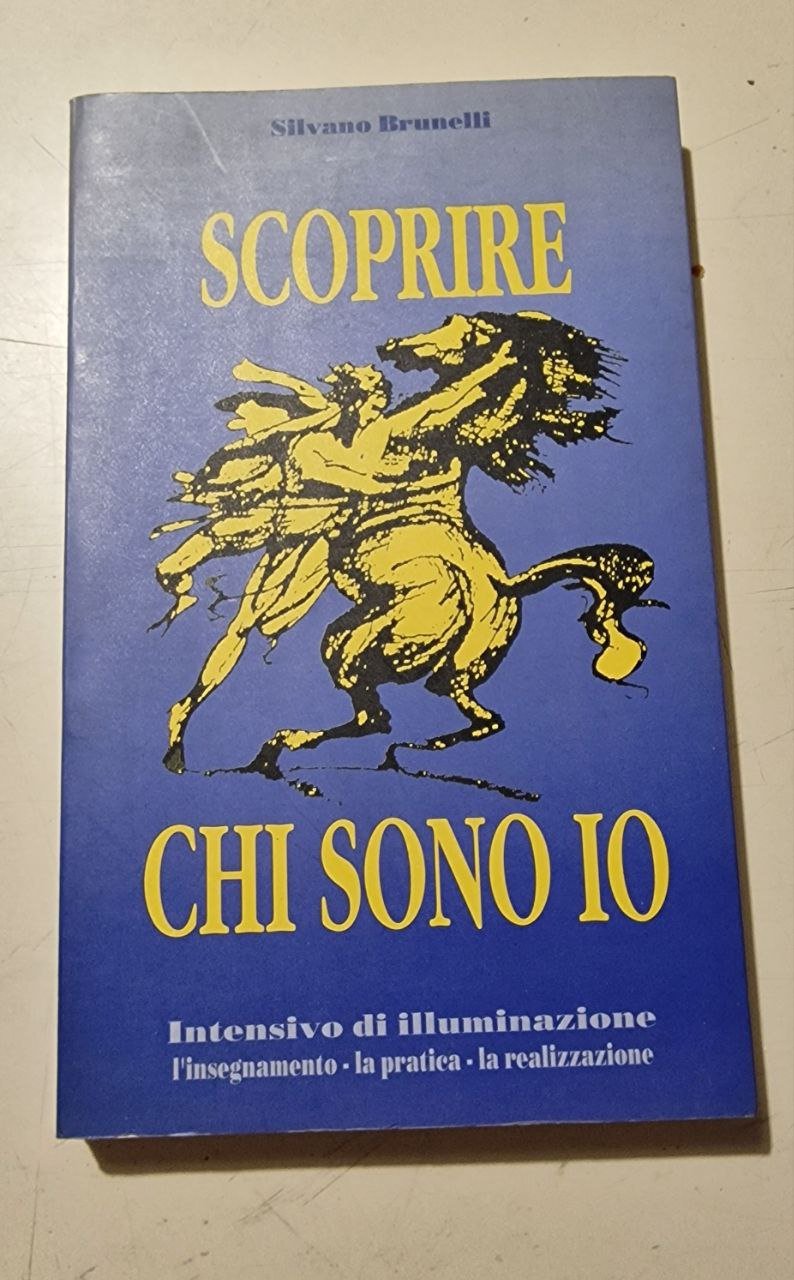 Silvano Brunelli
SCOPRIRE
CHI SONO IO
Intensivo di illuminazione
l'insegnamento - la pratica - la realizzazione